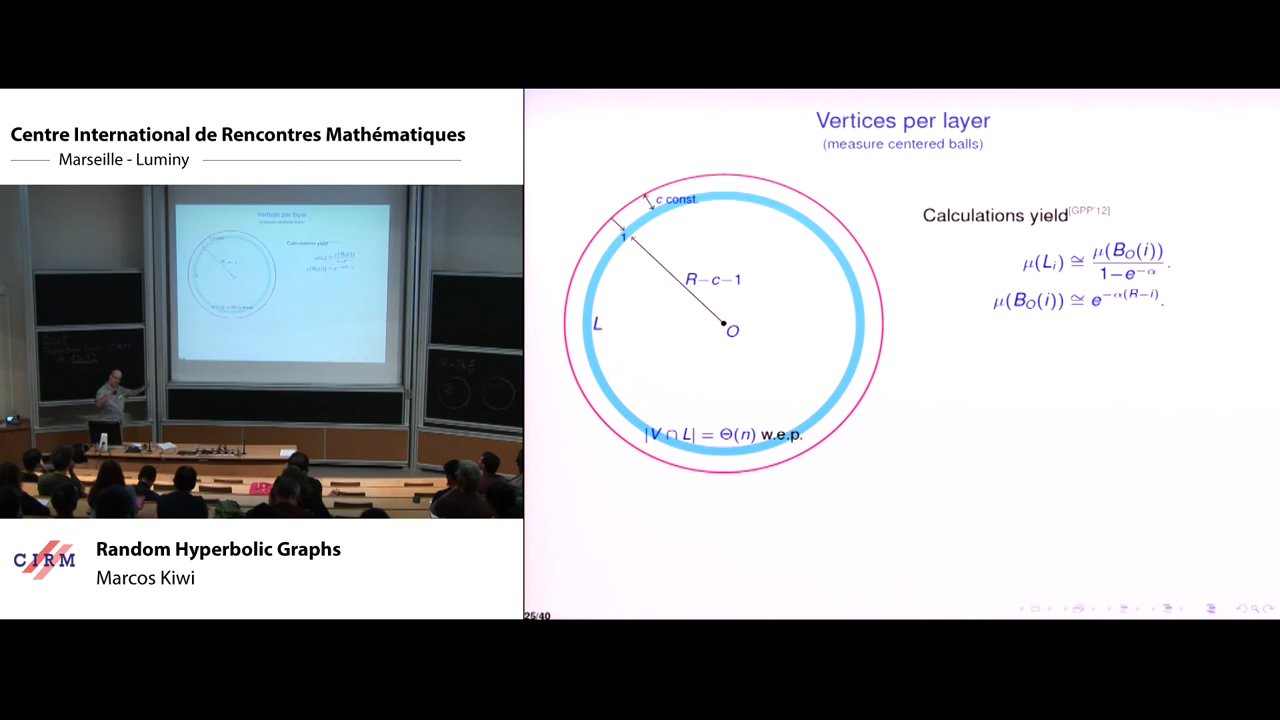 Centre International de Rencontres Mathématiques
Marseille - Luminy
Vertices per layer
(measure centered balls)
c const.
1
R−c−1
O
L
|V ∩ L| = Θ(n) w.e.p.
Calculations yield[GPP'12]
μ(Lᵢ) ≅ μ(B_O(i)) / 1−e^−α .
μ(B_O(i)) ≅ e^−α(R−i).
CIRM
Random Hyperbolic Graphs
Marcos Kiwi
25/40